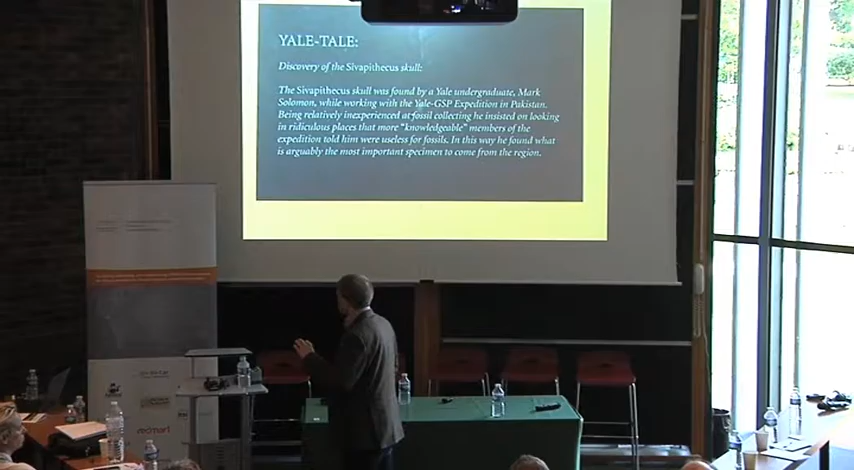 YALE-TALE:
Discovery of the Sivapithecus skull:
The Sivapithecus skull was found by a Yale undergraduate, Mark
Solomon, while working with the Yale-GSP Expedition in Pakistan.
Being relatively inexperienced at fossil collecting he insisted on looking
in ridiculous places that more "knowledgeable" members of the
expedition told him were useless for fossils. In this way he found what
is arguably the most important specimen to come from the region.
redmart